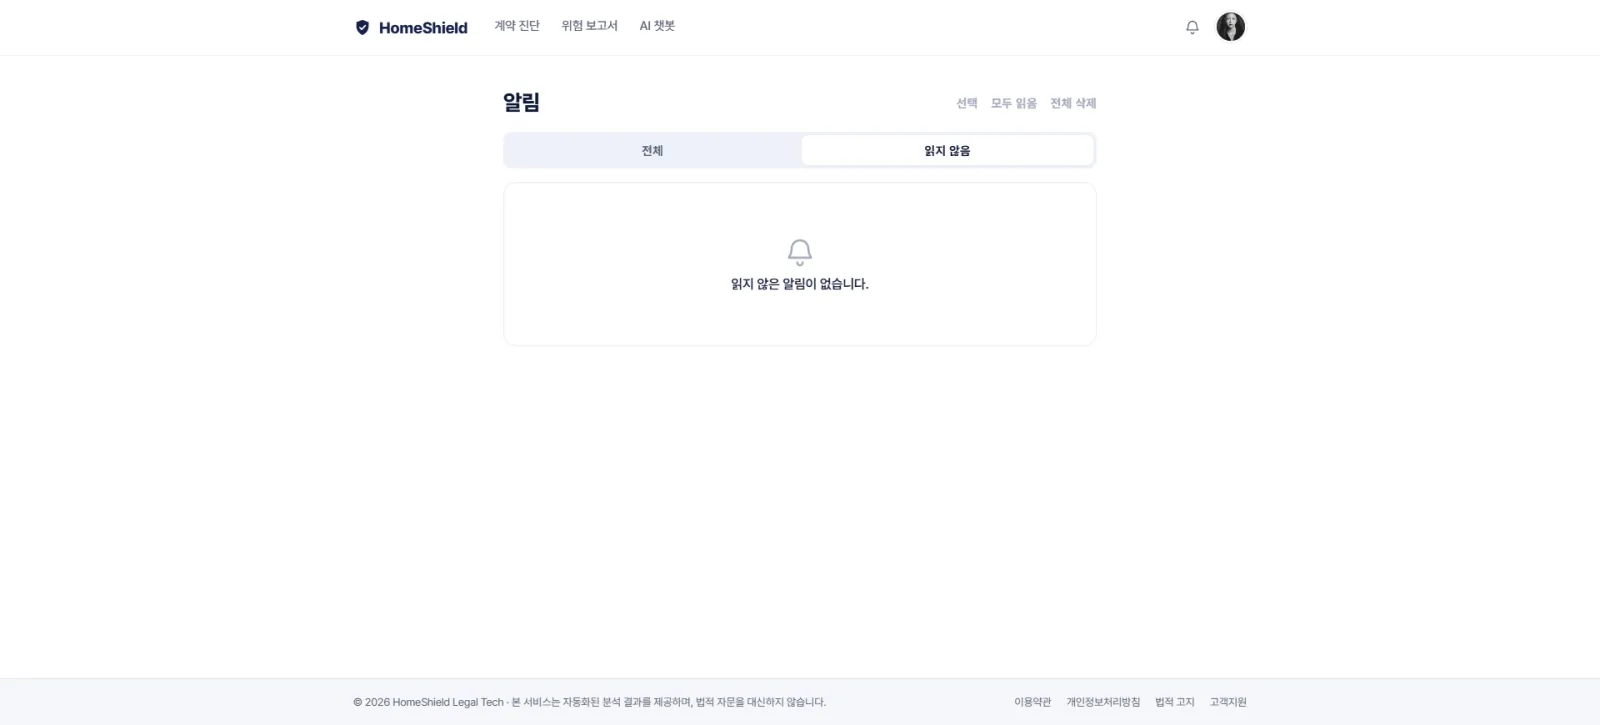 HomeShield 계약 진단 위험 보고서 AI 챗봇
알림 선택 모두 읽음 전체 삭제
전체 읽지 않음
읽지 않은 알림이 없습니다.
© 2026 HomeShield Legal Tech · 본 서비스는 자동화된 분석 결과를 제공하며, 법적 자문을 대신하지 않습니다. 이용약관 개인정보처리방침 법적 고지 고객지원